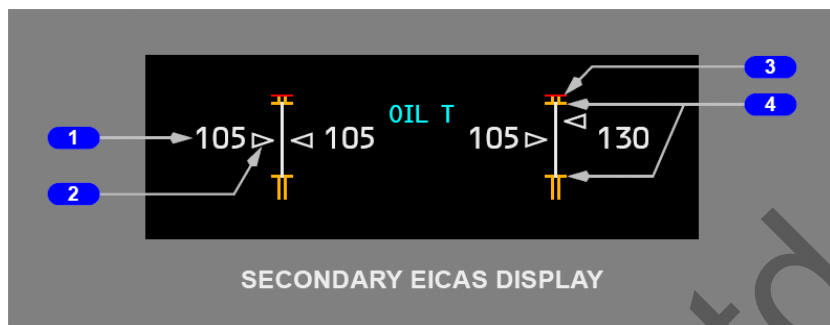 3
4
OIL T
1 105 105 105 130
2
SECONDARY EICAS DISPLAY